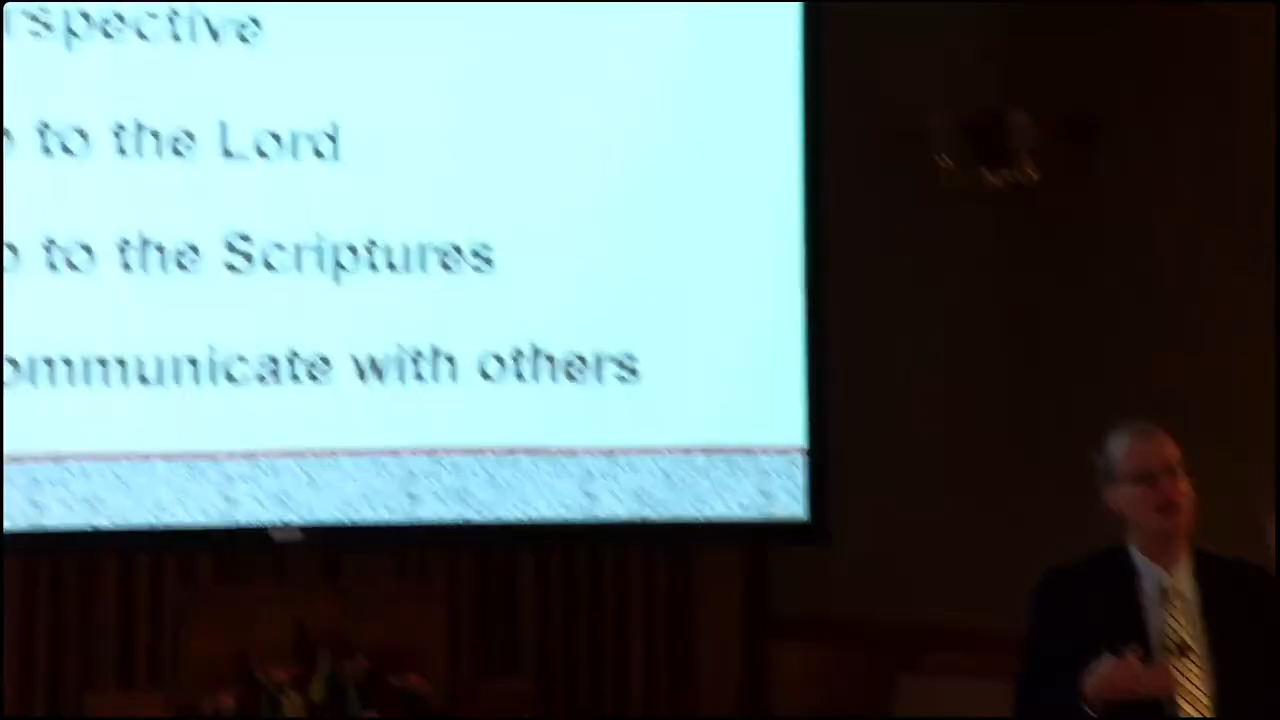 rspective
to the Lord
o to the Scriptures
ommunicate with others